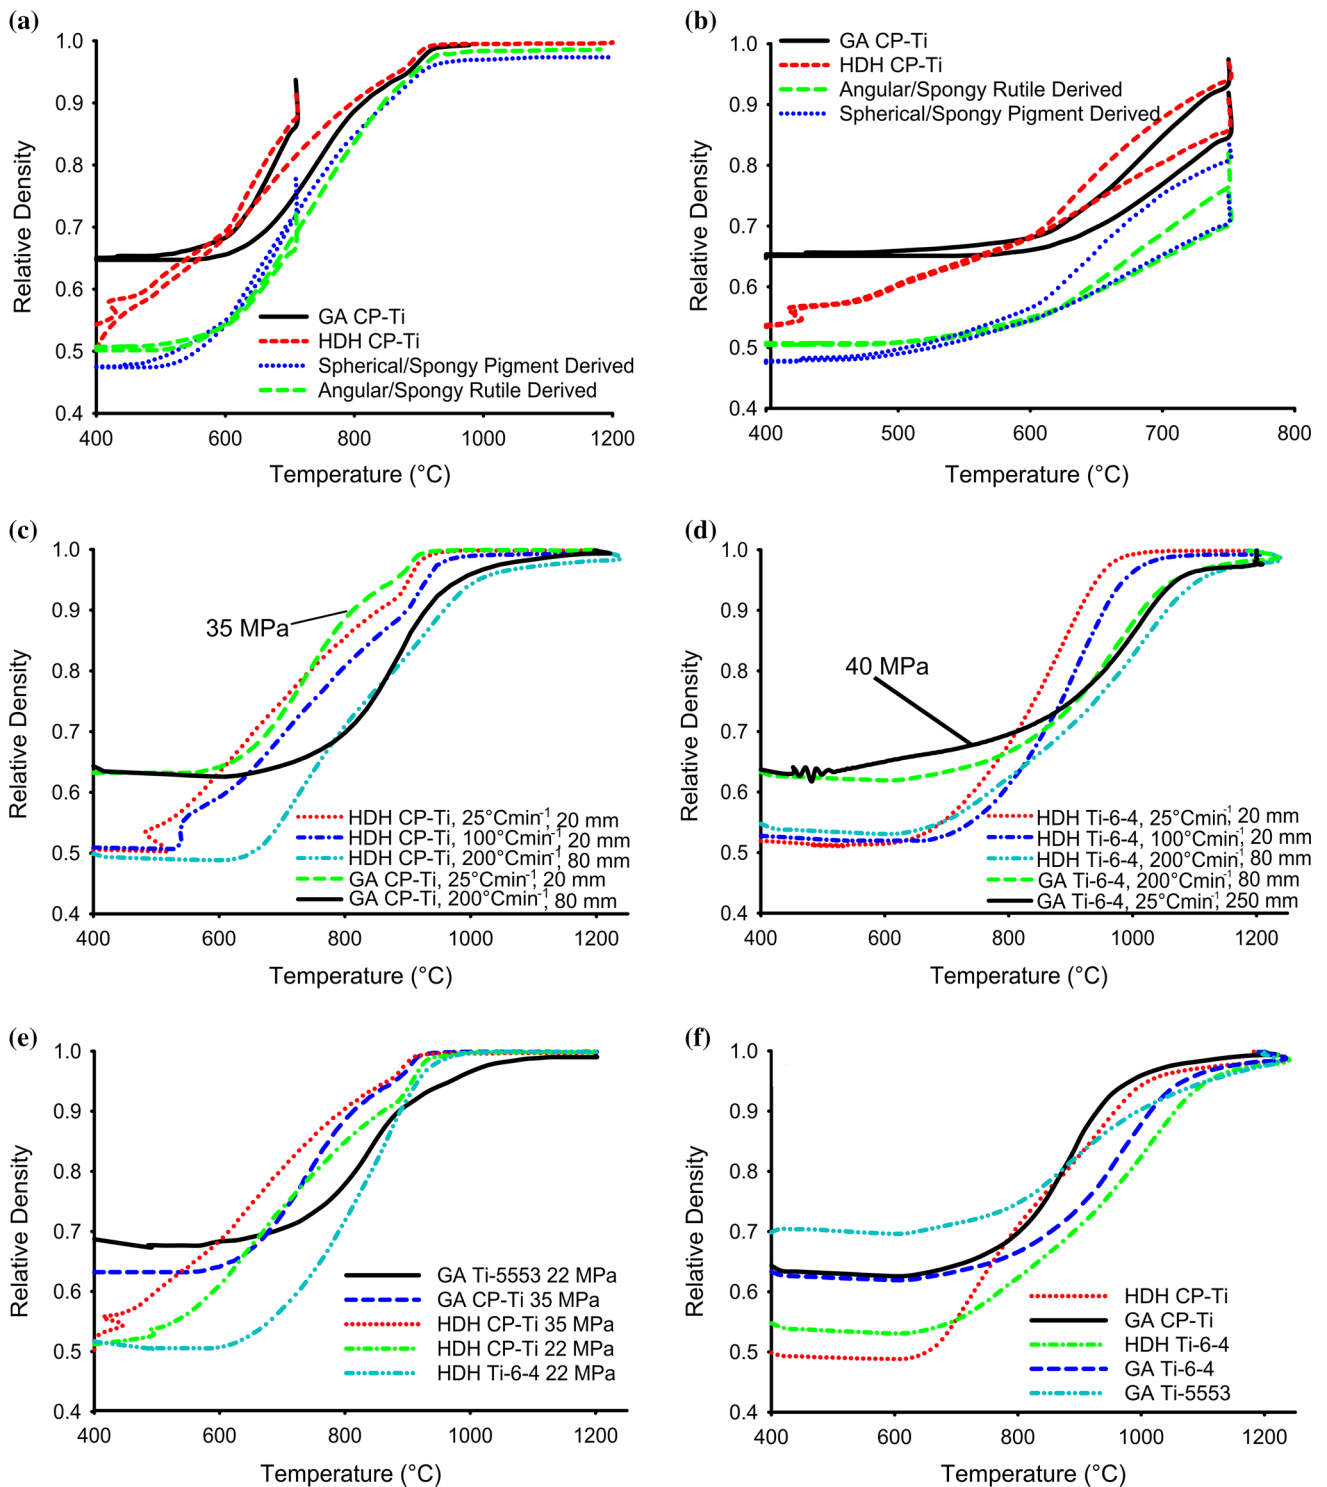 (a)
1.0
0.9
0.8
0.7
0.6
0.5
0.4
Relative Density
GA CP-Ti
HDH CP-Ti
Spherical/Spongy Pigment Derived
Angular/Spongy Rutile Derived
400 600 800 1000 1200
Temperature (°C)
(b)
GA CP-Ti
HDH CP-Ti
Angular/Spongy Rutile Derived
Spherical/Spongy Pigment Derived
1.0
0.9
0.8
0.7
0.6
0.5
0.4
Relative Density
400 500 600 700 800
Temperature (°C)
(c)
1.0
0.9
0.8
0.7
0.6
0.5
0.4
Relative Density
35 MPa
HDH CP-Ti, 25°Cmin-1, 20 mm
HDH CP-Ti, 100°Cmin-1, 20 mm
HDH CP-Ti, 200°Cmin-1, 80 mm
GA CP-Ti, 25°Cmin-1, 20 mm
GA CP-Ti, 200°Cmin-1, 80 mm
400 600 800 1000 1200
Temperature (°C)
(d)
1.0
0.9
0.8
0.7
0.6
0.5
0.4
Relative Density
40 MPa
HDH Ti-6-4, 25°Cmin-1, 20 mm
HDH Ti-6-4, 100°Cmin-1, 20 mm
HDH Ti-6-4, 200°Cmin-1, 80 mm
GA Ti-6-4, 200°Cmin-1, 80 mm
GA Ti-6-4, 25°Cmin-1, 250 mm
400 600 800 1000 1200
Temperature (°C)
(e)
1.0
0.9
0.8
0.7
0.6
0.5
0.4
Relative Density
GA Ti-5553 22 MPa
GA CP-Ti 35 MPa
HDH CP-Ti 35 MPa
HDH CP-Ti 22 MPa
HDH Ti-6-4 22 MPa
400 600 800 1000 1200
Temperature (°C)
(f)
1.0
0.9
0.8
0.7
0.6
0.5
0.4
Relative Density
HDH CP-Ti
GA CP-Ti
HDH Ti-6-4
GA Ti-6-4
GA Ti-5553
400 600 800 1000 1200
Temperature (°C)